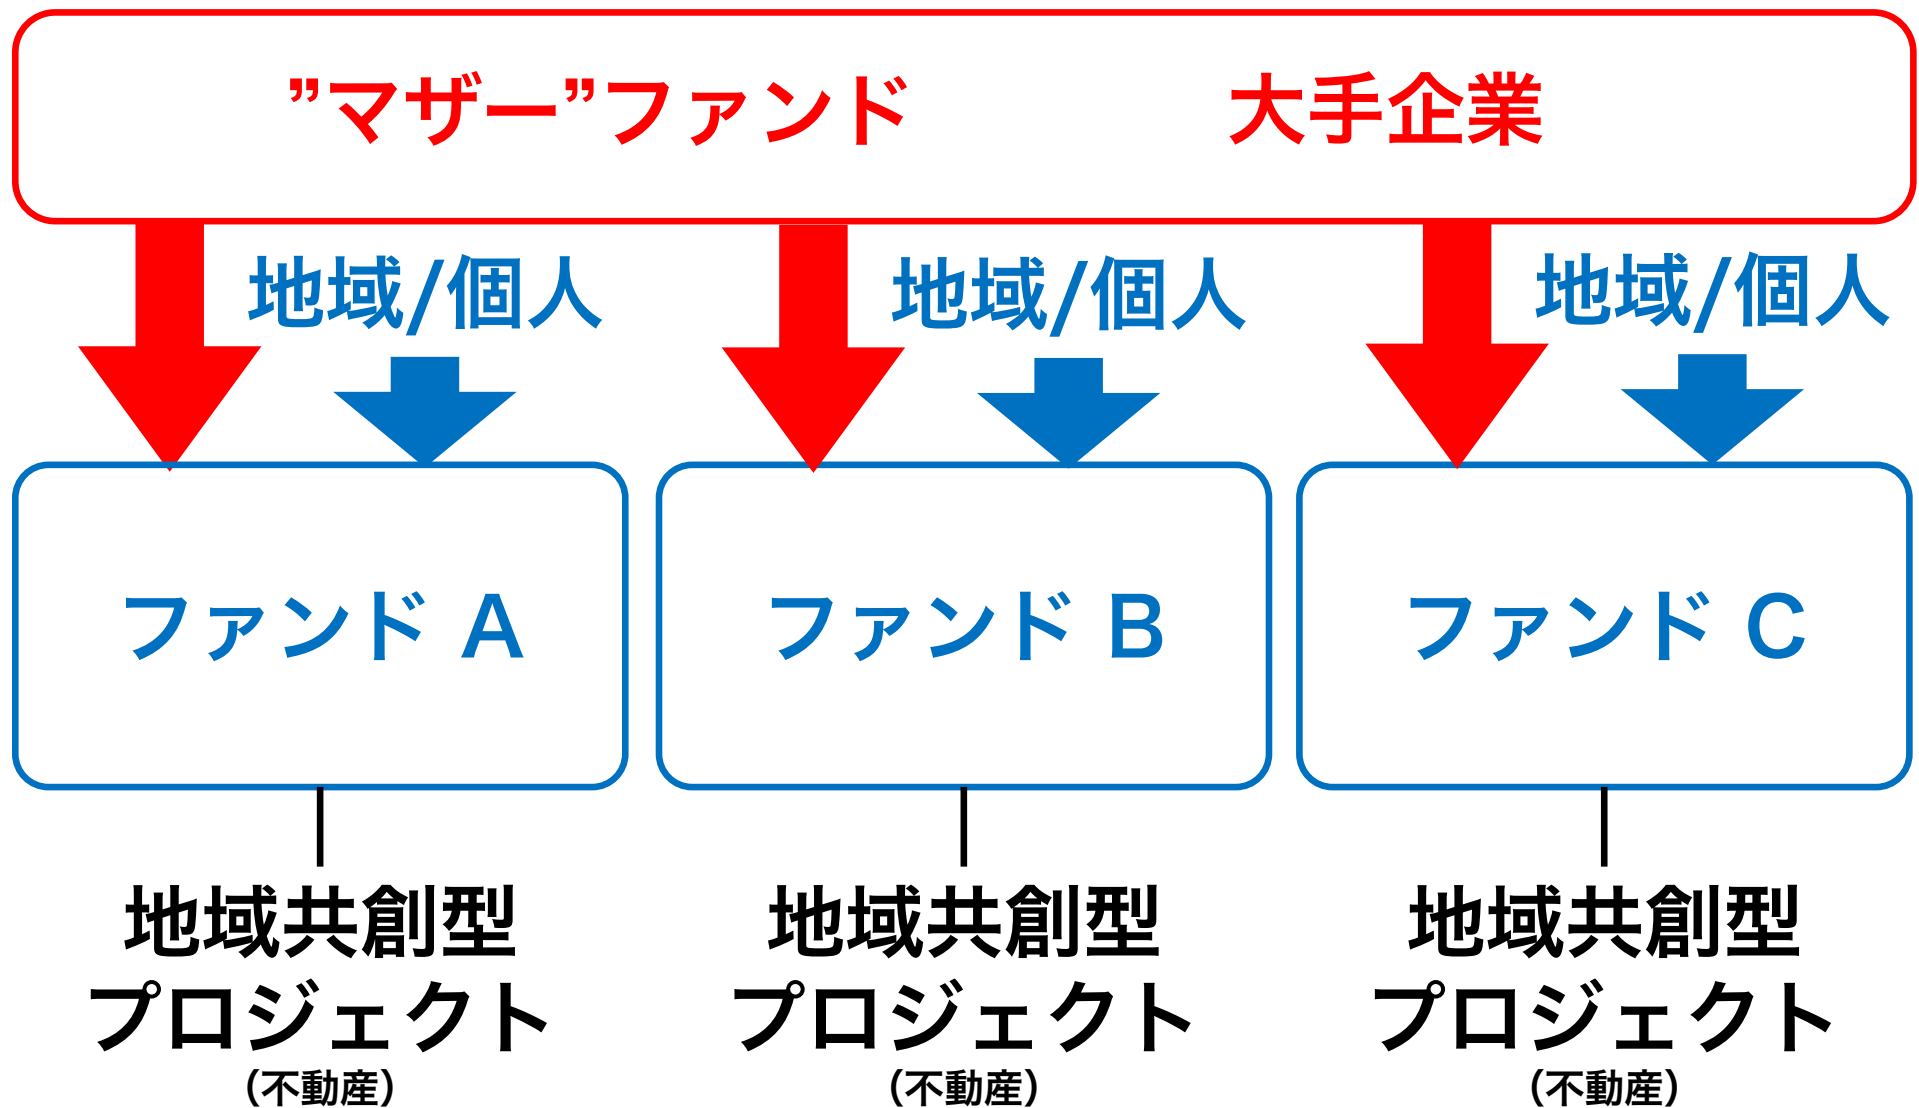 ”マザー”ファンド 大手企業
地域/個人 地域/個人 地域/個人
ファンド A ファンド B ファンド C
地域共創型 地域共創型 地域共創型
プロジェクト プロジェクト プロジェクト
（不動産） （不動産） （不動産）